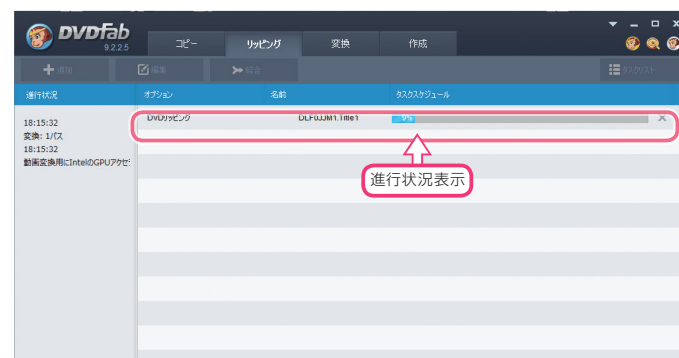 DVDFab
9.2.2.5
コピー
リッピング
変換
作成
追加
編集
結合
タスクリスト
進行状況
オプション
名前
タスクスケジュール
18:15:32
変換: 1/パス
18:15:32
動画変換用にIntelのGPUアクセ
DVDリッピング
DLF0JJM1.Title1
0%
進行状況表示